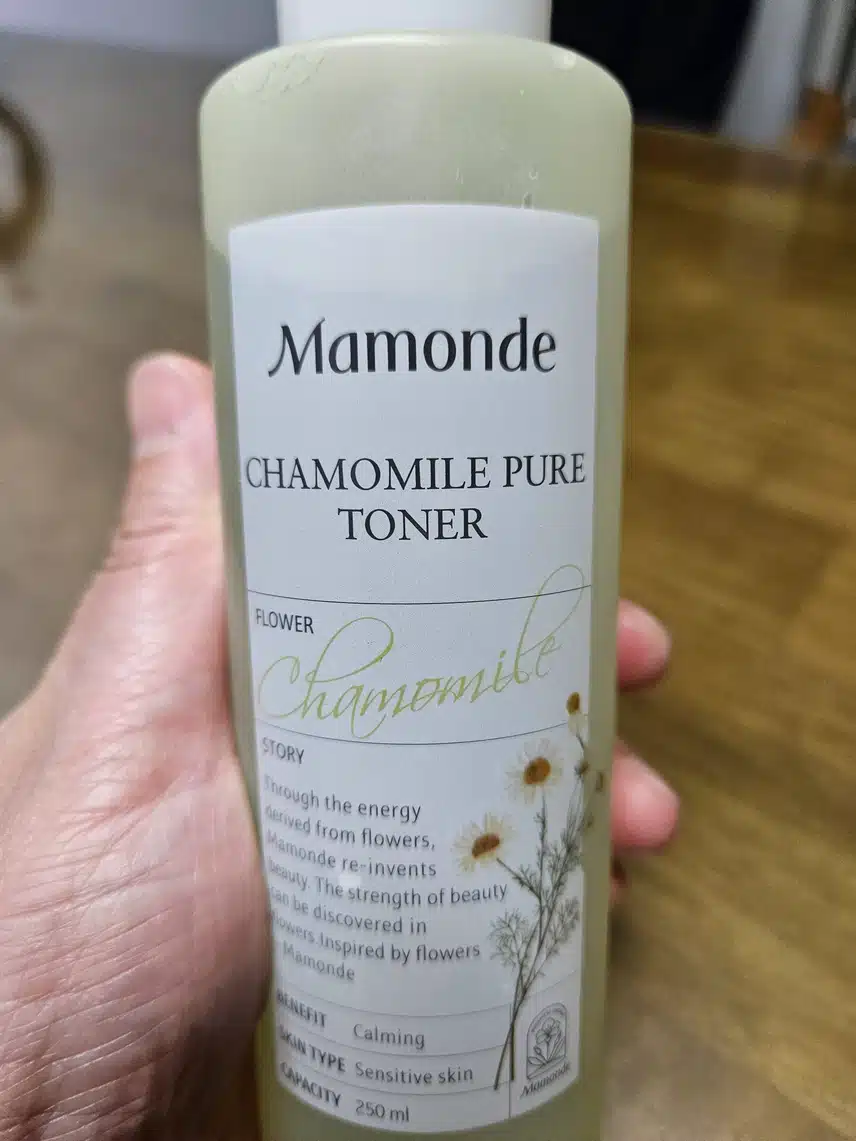 Mamonde
CHAMOMILE PURE
TONER
FLOWER
Chamomile
STORY
Through the energy
derived from flowers,
Mamonde re-invents
beauty. The strength of beauty
can be discovered in
flowers.Inspired by flowers
Mamonde
BENEFIT Calming
SKIN TYPE Sensitive skin
CAPACITY 250 ml
Mamonde